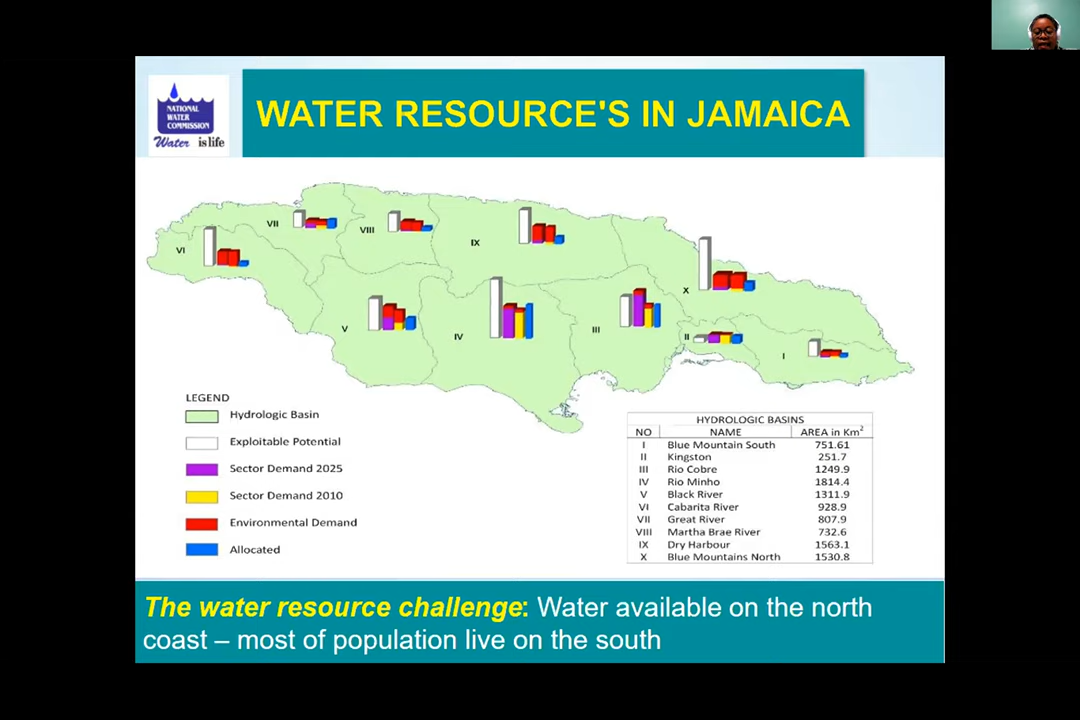 NATIONAL
WATER
COMMISSION
Water is life
WATER RESOURCE'S IN JAMAICA
VII
VIII
IX
VI
X
V
IV
III
II
I
LEGEND
Hydrologic Basin
Exploitable Potential
Sector Demand 2025
Sector Demand 2010
Environmental Demand
Allocated
HYDROLOGIC BASINS
NO NAME AREA in Km²
I Blue Mountain South 751.61
II Kingston 251.7
III Rio Cobre 1249.9
IV Rio Minho 1814.4
V Black River 1311.9
VI Cabarita River 928.9
VII Great River 807.9
VIII Martha Brae River 732.6
IX Dry Harbour 1563.1
X Blue Mountains North 1530.8
The water resource challenge: Water available on the north
coast – most of population live on the south